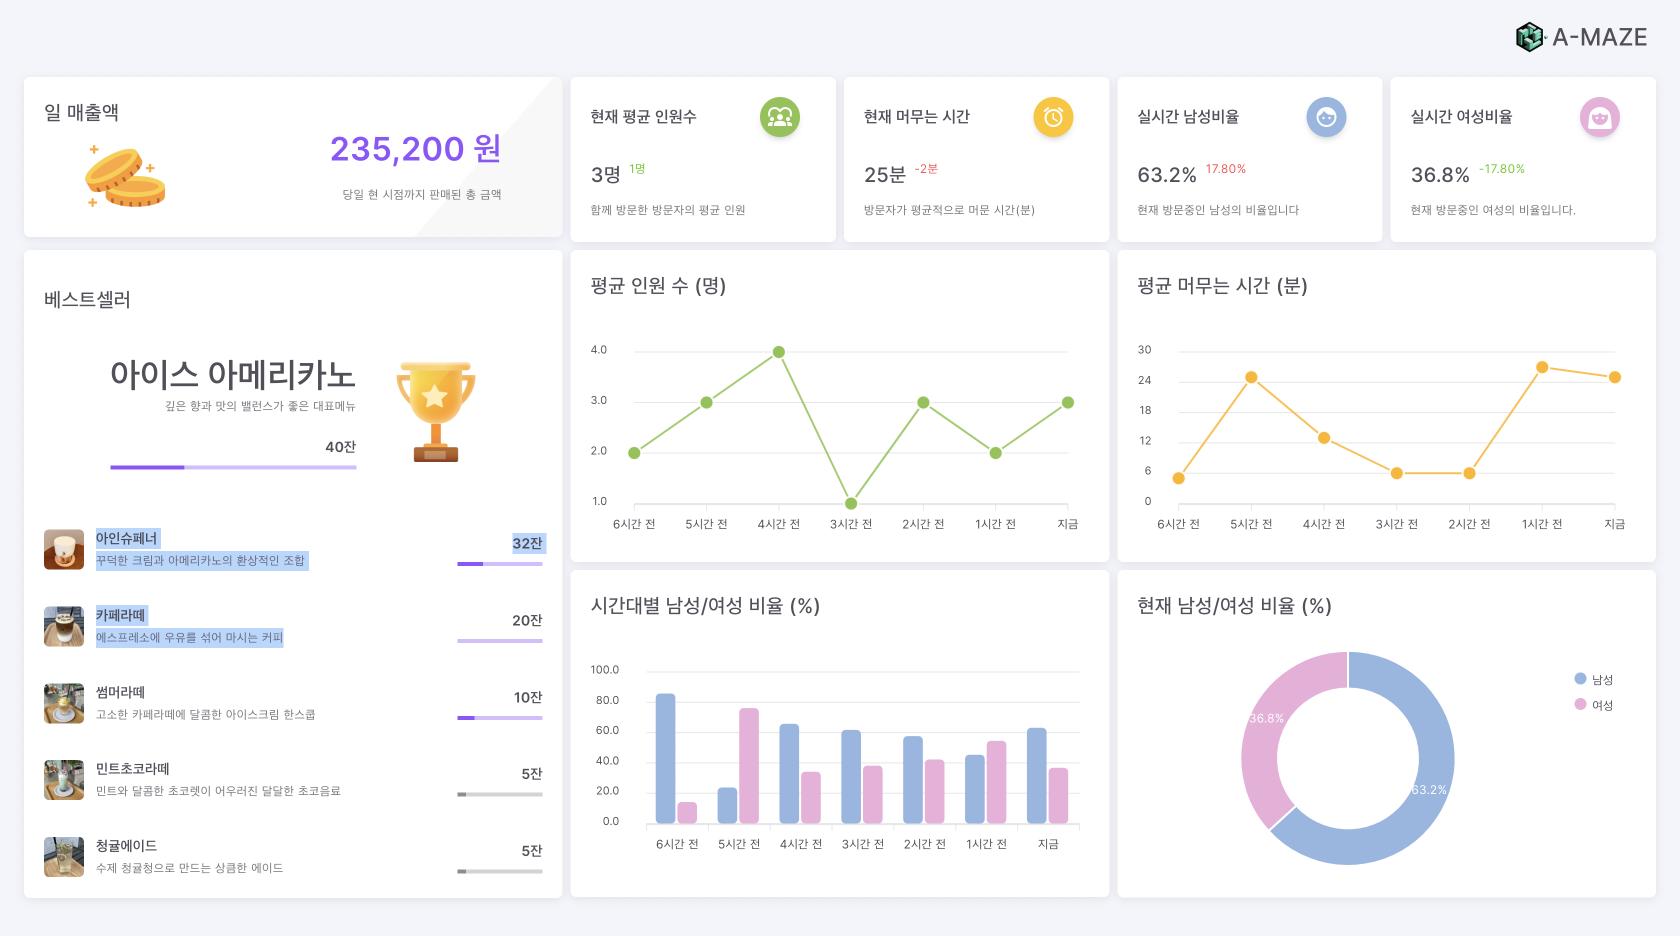 A-MAZE
일 매출액
235,200 원
당일 현 시점까지 판매된 총 금액
현재 평균 인원수
3명 1명
함께 방문한 방문자의 평균 인원
현재 머무는 시간
25분 -2분
방문자가 평균적으로 머문 시간(분)
실시간 남성비율
63.2% 17.80%
현재 방문중인 남성의 비율입니다
실시간 여성비율
36.8% -17.80%
현재 방문중인 여성의 비율입니다.
베스트셀러
아이스 아메리카노
깊은 향과 맛의 밸런스가 좋은 대표메뉴
40잔
아인슈페너
32잔
꾸덕한 크림과 아메리카노의 환상적인 조합
카페라떼
20잔
에스프레소에 우유를 섞어 마시는 커피
썸머라떼
10잔
고소한 카페라떼에 달콤한 아이스크림 한스쿱
민트초코라떼
5잔
민트와 달콤한 초코렛이 어우러진 달달한 초코음료
청귤에이드
5잔
수제 청귤청으로 만드는 상큼한 에이드
평균 인원 수 (명)
4.0
3.0
2.0
1.0
6시간 전 5시간 전 4시간 전 3시간 전 2시간 전 1시간 전 지금
평균 머무는 시간 (분)
30
24
18
12
6
0
6시간 전 5시간 전 4시간 전 3시간 전 2시간 전 1시간 전 지금
시간대별 남성/여성 비율 (%)
100.0
80.0
60.0
40.0
20.0
0.0
6시간 전 5시간 전 4시간 전 3시간 전 2시간 전 1시간 전 지금
현재 남성/여성 비율 (%)
남성
여성
36.8%
63.2%